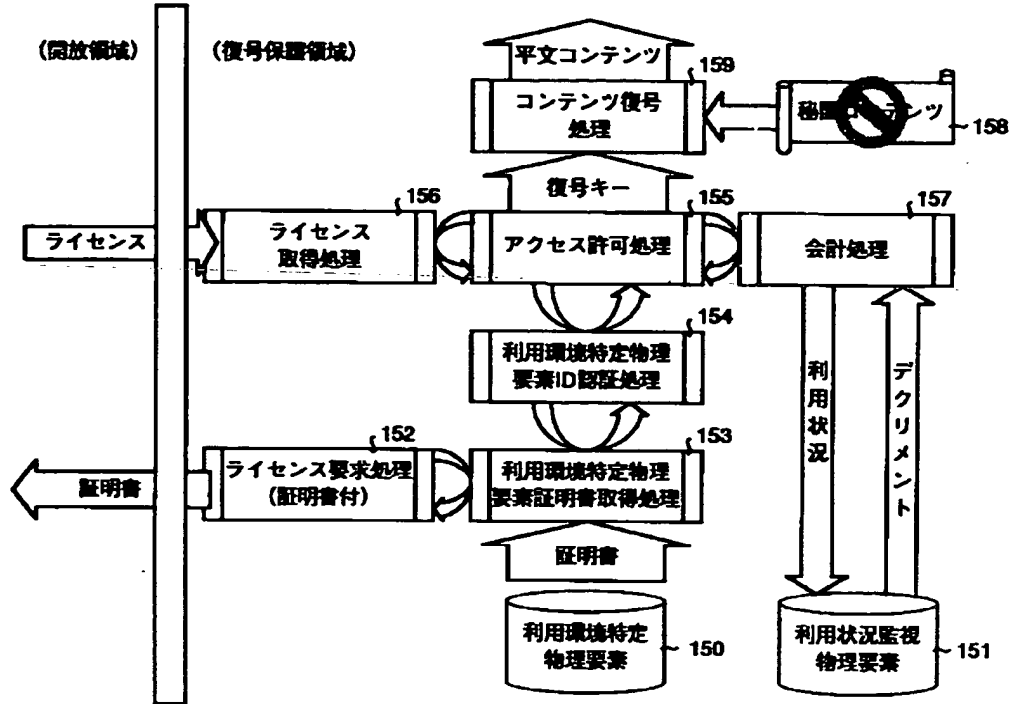 (開放領域)
(復号保護領域)
平文コンテンツ
159
コンテンツ復号
処理
コンテンツ
158
復号キー
156
155
157
ライセンス
ライセンス
取得処理
アクセス許可処理
会計処理
154
利用環境特定物理
要素ID認証処理
利用状況
デクリメント
152
153
証明書
ライセンス要求処理
(証明書付)
利用環境特定物理
要素証明書取得処理
証明書
利用環境特定
物理要素
150
利用状況監視
物理要素
151